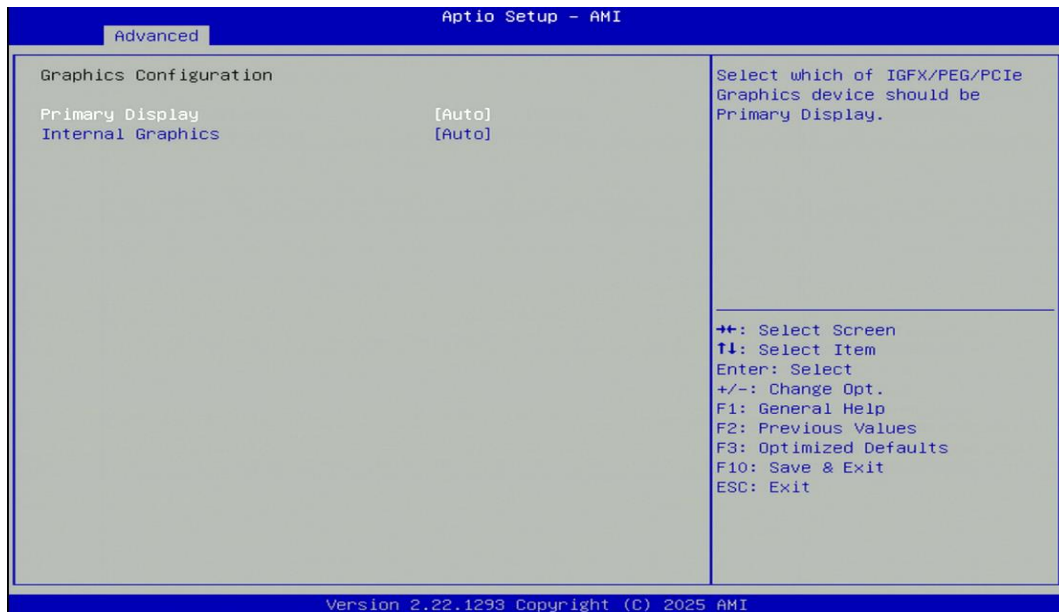 Aptio Setup – AMI
Advanced
Graphics Configuration
Primary Display [Auto]
Internal Graphics [Auto]
Select which of IGFX/PEG/PCIe
Graphics device should be
Primary Display.
→←: Select Screen
↑↓: Select Item
Enter: Select
+/-: Change Opt.
F1: General Help
F2: Previous Values
F3: Optimized Defaults
F10: Save & Exit
ESC: Exit
Version 2.22.1293 Copyright (C) 2025 AMI